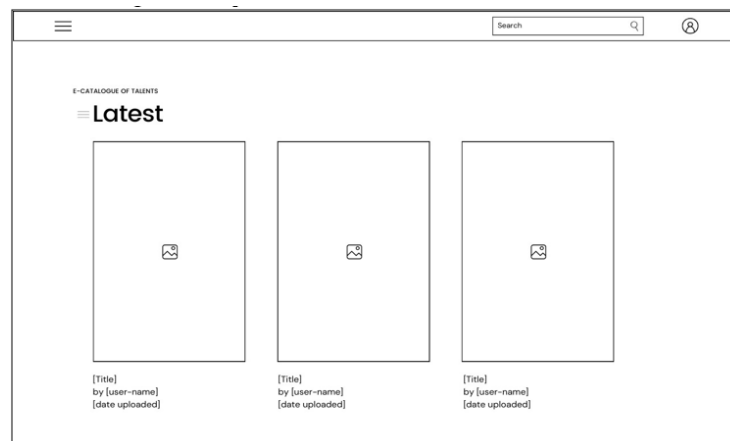 Search
E-CATALOGUE OF TALENTS
Latest
[Title]
by [user-name]
[date uploaded]
[Title]
by [user-name]
[date uploaded]
[Title]
by [user-name]
[date uploaded]